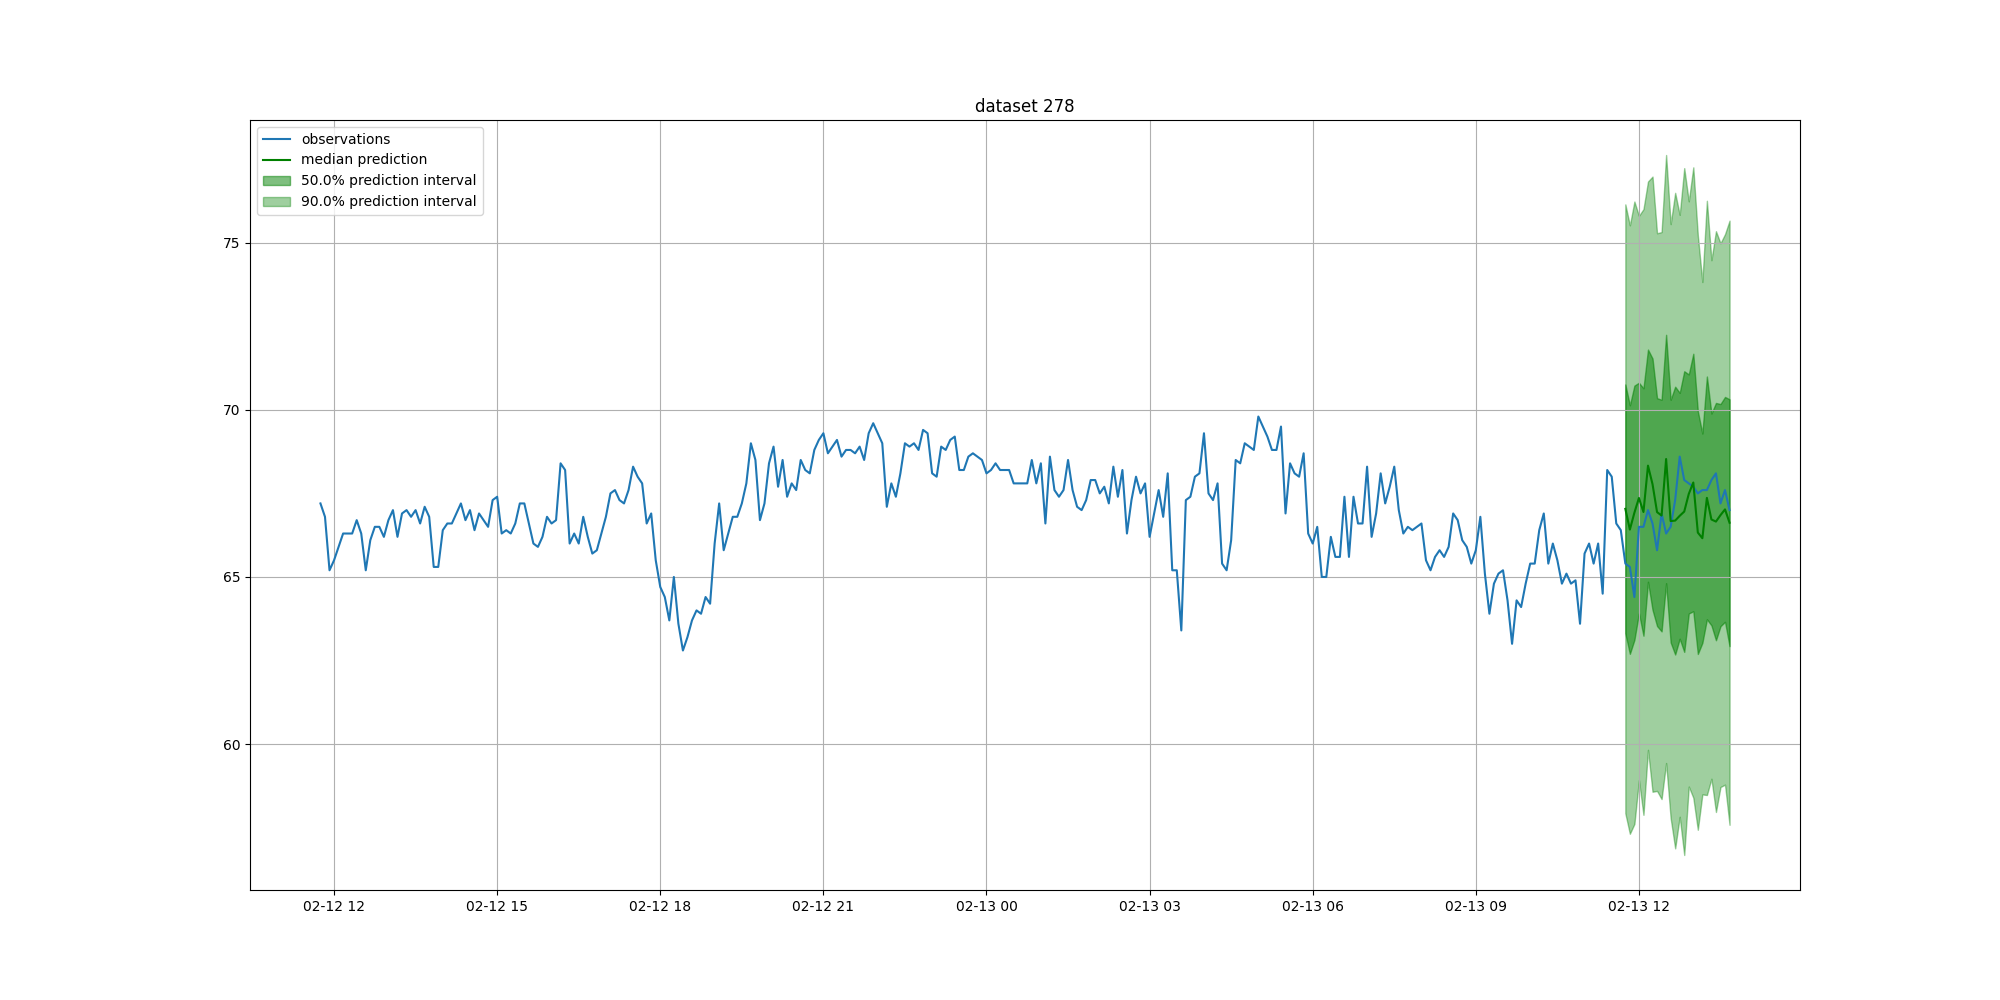 dataset 278
observations
median prediction
50.0% prediction interval
90.0% prediction interval
75
70
65
60
02-12 12
02-12 15
02-12 18
02-12 21
02-13 00
02-13 03
02-13 06
02-13 09
02-13 12